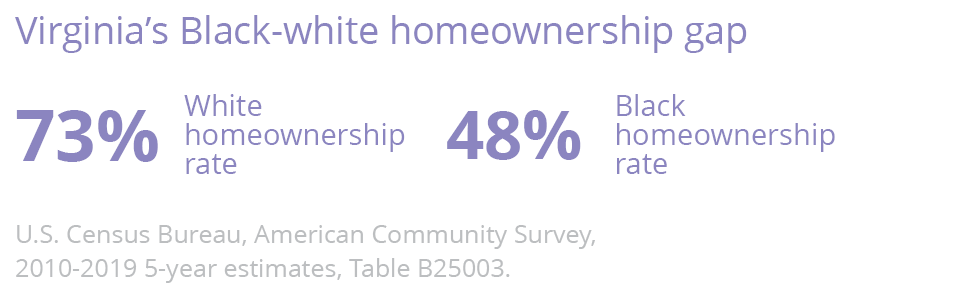 Virginia’s Black-white homeownership gap
73%
White
homeownership
rate
48%
Black
homeownership
rate
U.S. Census Bureau, American Community Survey,
2010-2019 5-year estimates, Table B25003.